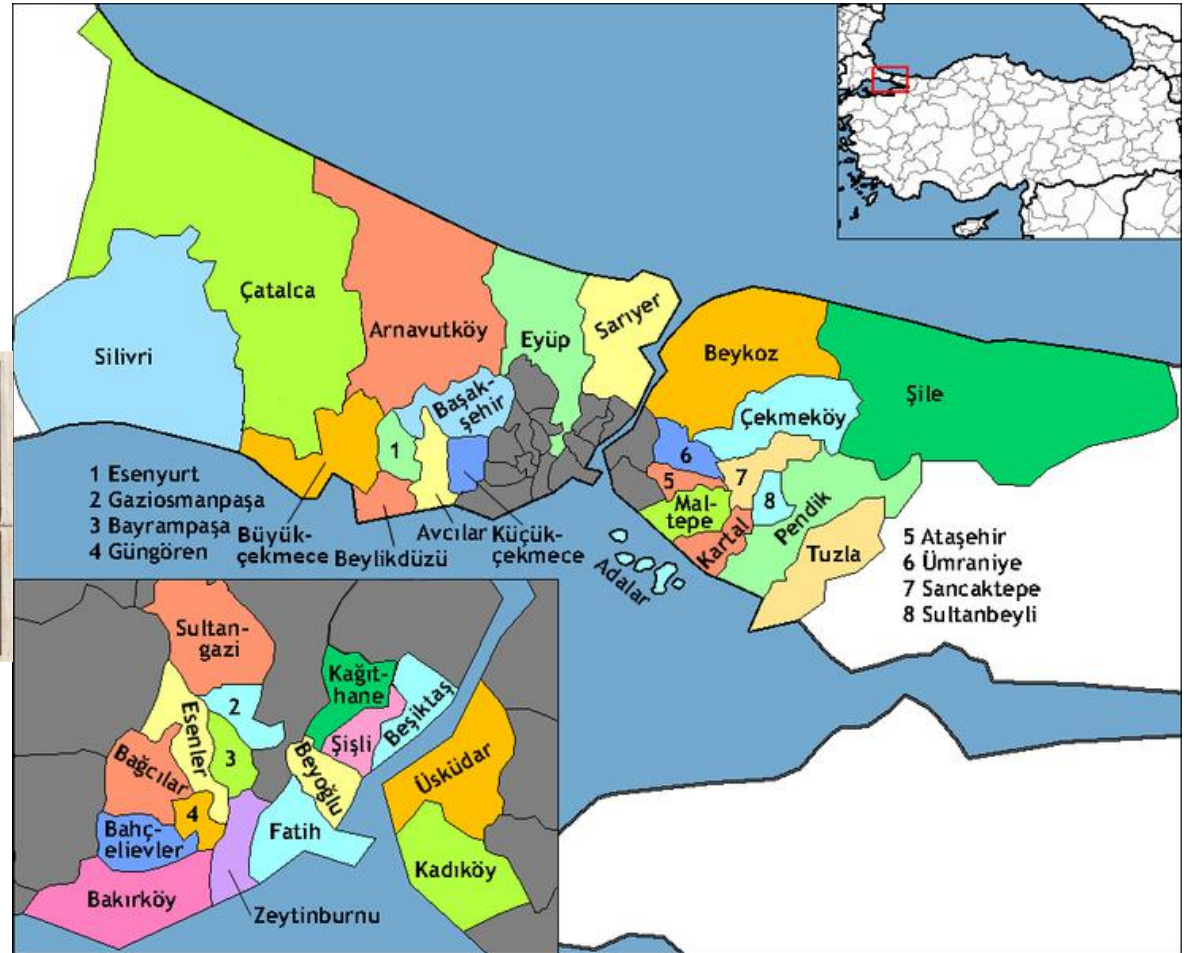 Çatalca
Silivri
Arnavutköy
Eyüp
Sarıyer
Başak-
şehir
1
Beykoz
Şile
Çekmeköy
6
5
7
8
Mal-
tepe
Kartal
Pendik
Tuzla
Adalar
1 Esenyurt
2 Gaziosmanpaşa
3 Bayrampaşa
4 Güngören
Büyük-
çekmece
Beylikdüzü
Avcılar
Küçük-
çekmece
5 Ataşehir
6 Ümraniye
7 Sancaktepe
8 Sultanbeyli
Sultan-
gazi
2
Esenler
3
Bağcılar
4
Bahç-
elievler
Bakırköy
Zeytinburnu
Kağıt-
hane
Şişli
Beşiktaş
Beyoğlu
Fatih
Üsküdar
Kadıköy